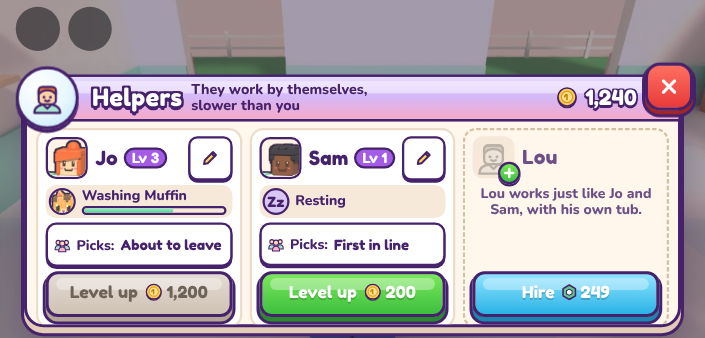 Helpers
They work by themselves,
slower than you
1,240
Jo Lv 3
Washing Muffin
Picks: About to leave
Level up 1,200
Sam Lv 1
Zz Resting
Picks: First in line
Level up 200
Lou
Lou works just like Jo and
Sam, with his own tub.
Hire 249